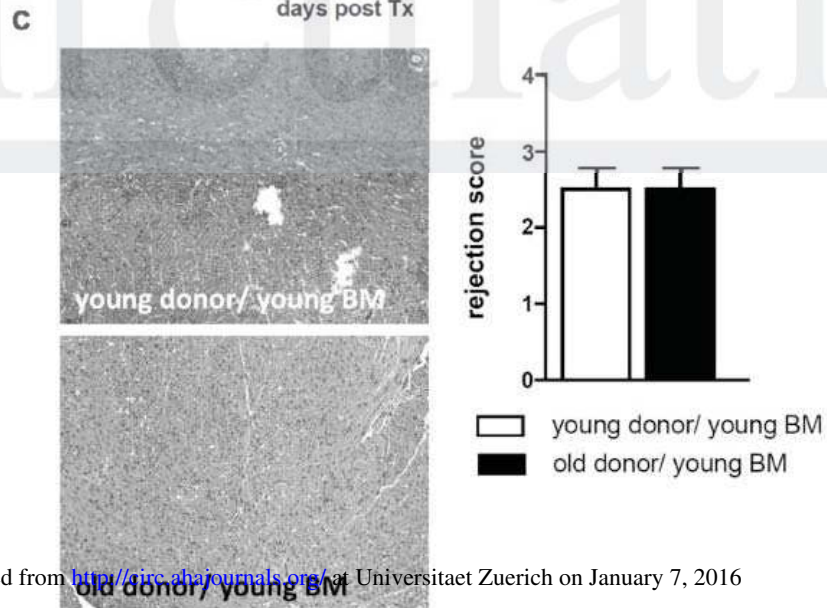 days post Tx
C
young donor/ young BM
4
3
2
1
0
rejection score
young donor/ young BM
old donor/ young BM
d from http://circ.ahajournals.org/ at Universitaet Zuerich on January 7, 2016
old donor/ young BM